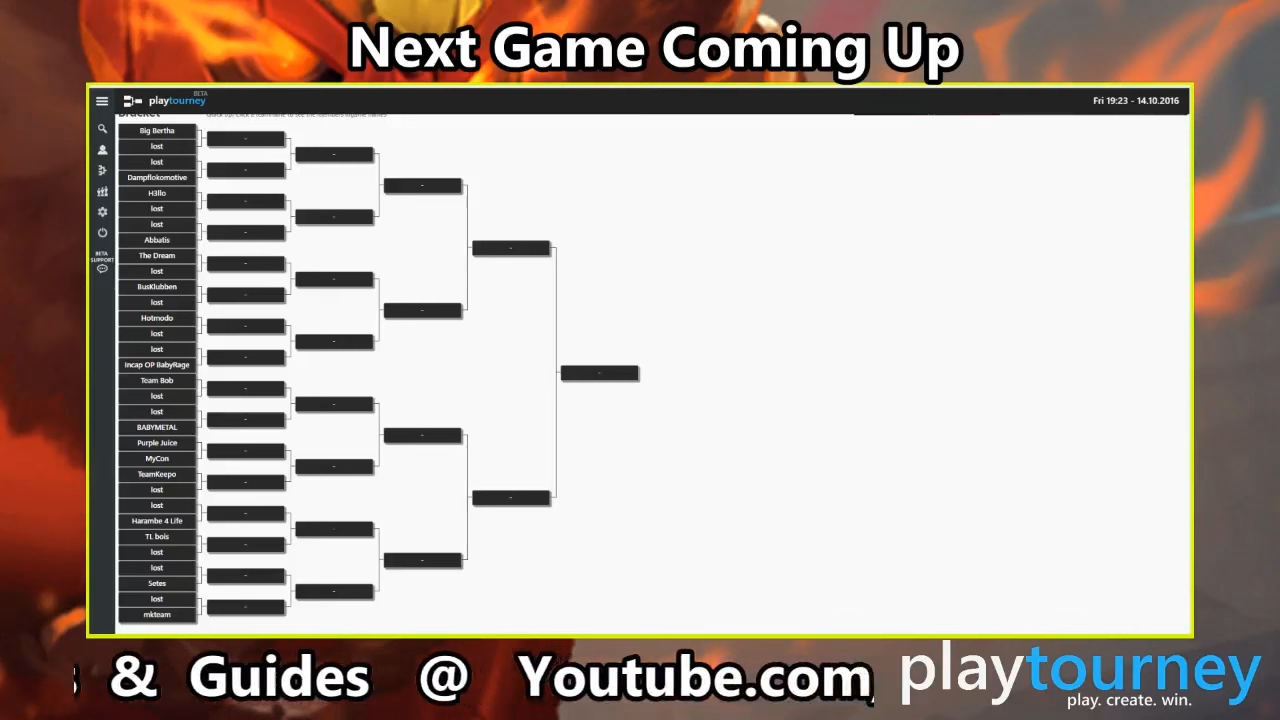 Next Game Coming Up
BETA
playtourney
Fri 19:23 - 14.10.2016
Bracket
Big Bertha
lost
lost
Dampflokomotive
H3llo
lost
lost
Abbatis
The Dream
lost
BusKlubben
lost
Hotmodo
lost
lost
Incap OP BabyRage
Team Bob
lost
lost
BABYMETAL
Purple Juice
MyCon
TeamKeepo
lost
lost
Harambe 4 Life
TL bois
lost
lost
Setes
lost
mkteam
BETA
SUPPORT
& Guides @ Youtube.com
playtourney
play. create. win.